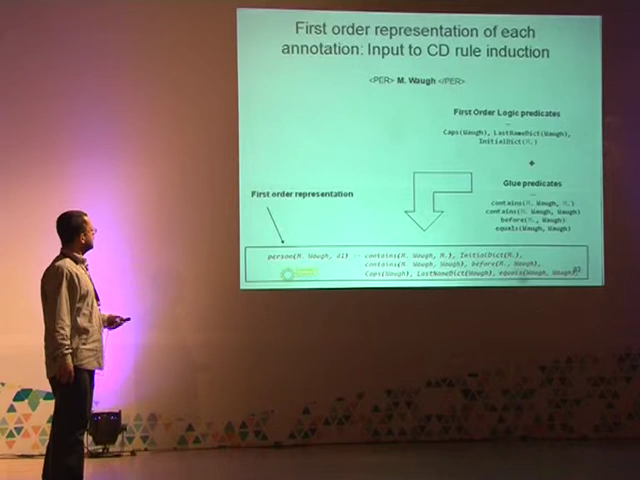 First order representation of each
annotation: Input to CD rule induction
<PER> M. Waugh </PER>
First Order Logic predicates
Caps(Waugh), LastNameDict(Waugh),
InitialDict(M.)
+
Glue predicates
contains(M. Waugh, M.)
contains(M. Waugh, Waugh)
before(M., Waugh)
equals(Waugh, Waugh)
First order representation
person(M. Waugh, d1) :- contains(M. Waugh, M.), InitialDict(M.),
contains(M. Waugh, Waugh), before(M., Waugh),
Caps(Waugh), LastNameDict(Waugh), equals(Waugh, Waugh),